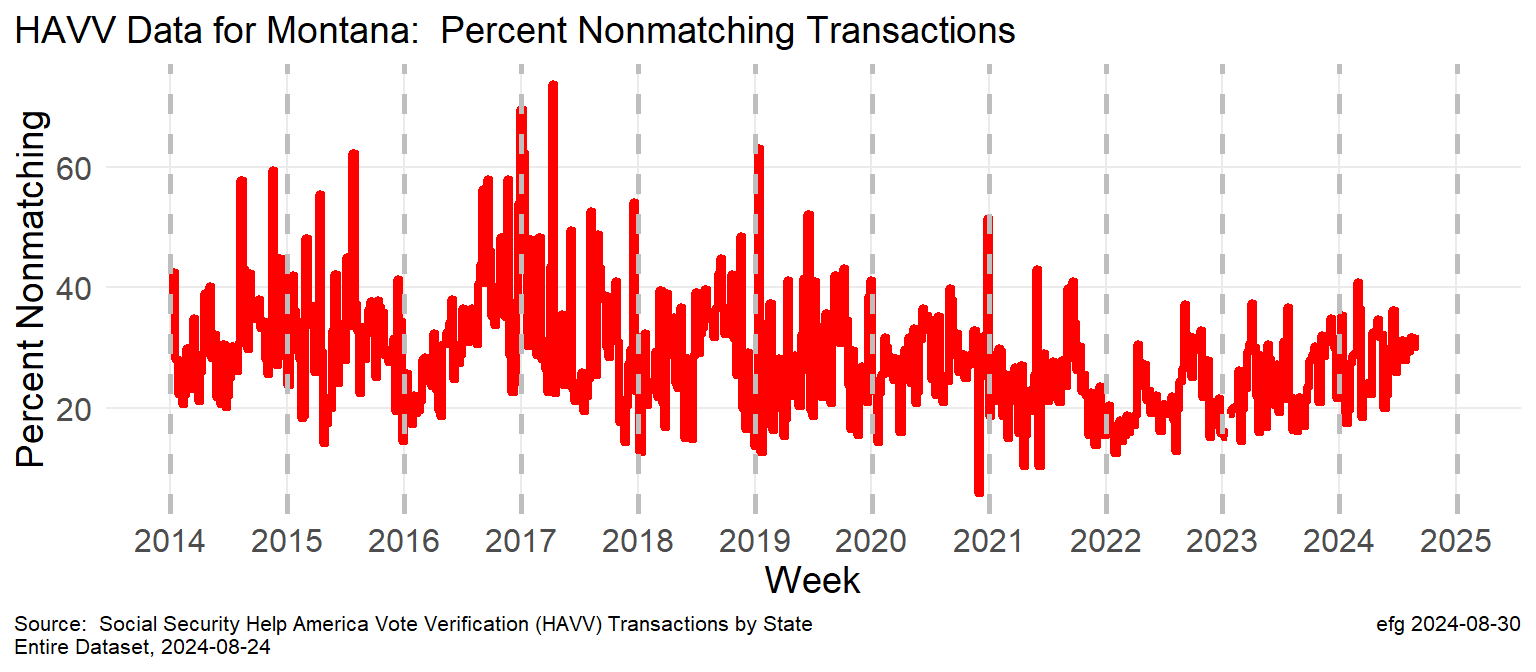 HAVV Data for Montana:  Percent Nonmatching Transactions
Percent Nonmatching
60
40
20
2014 2015 2016 2017 2018 2019 2020 2021 2022 2023 2024 2025
Week
Source:  Social Security Help America Vote Verification (HAVV) Transactions by State
Entire Dataset, 2024-08-24
efg 2024-08-30